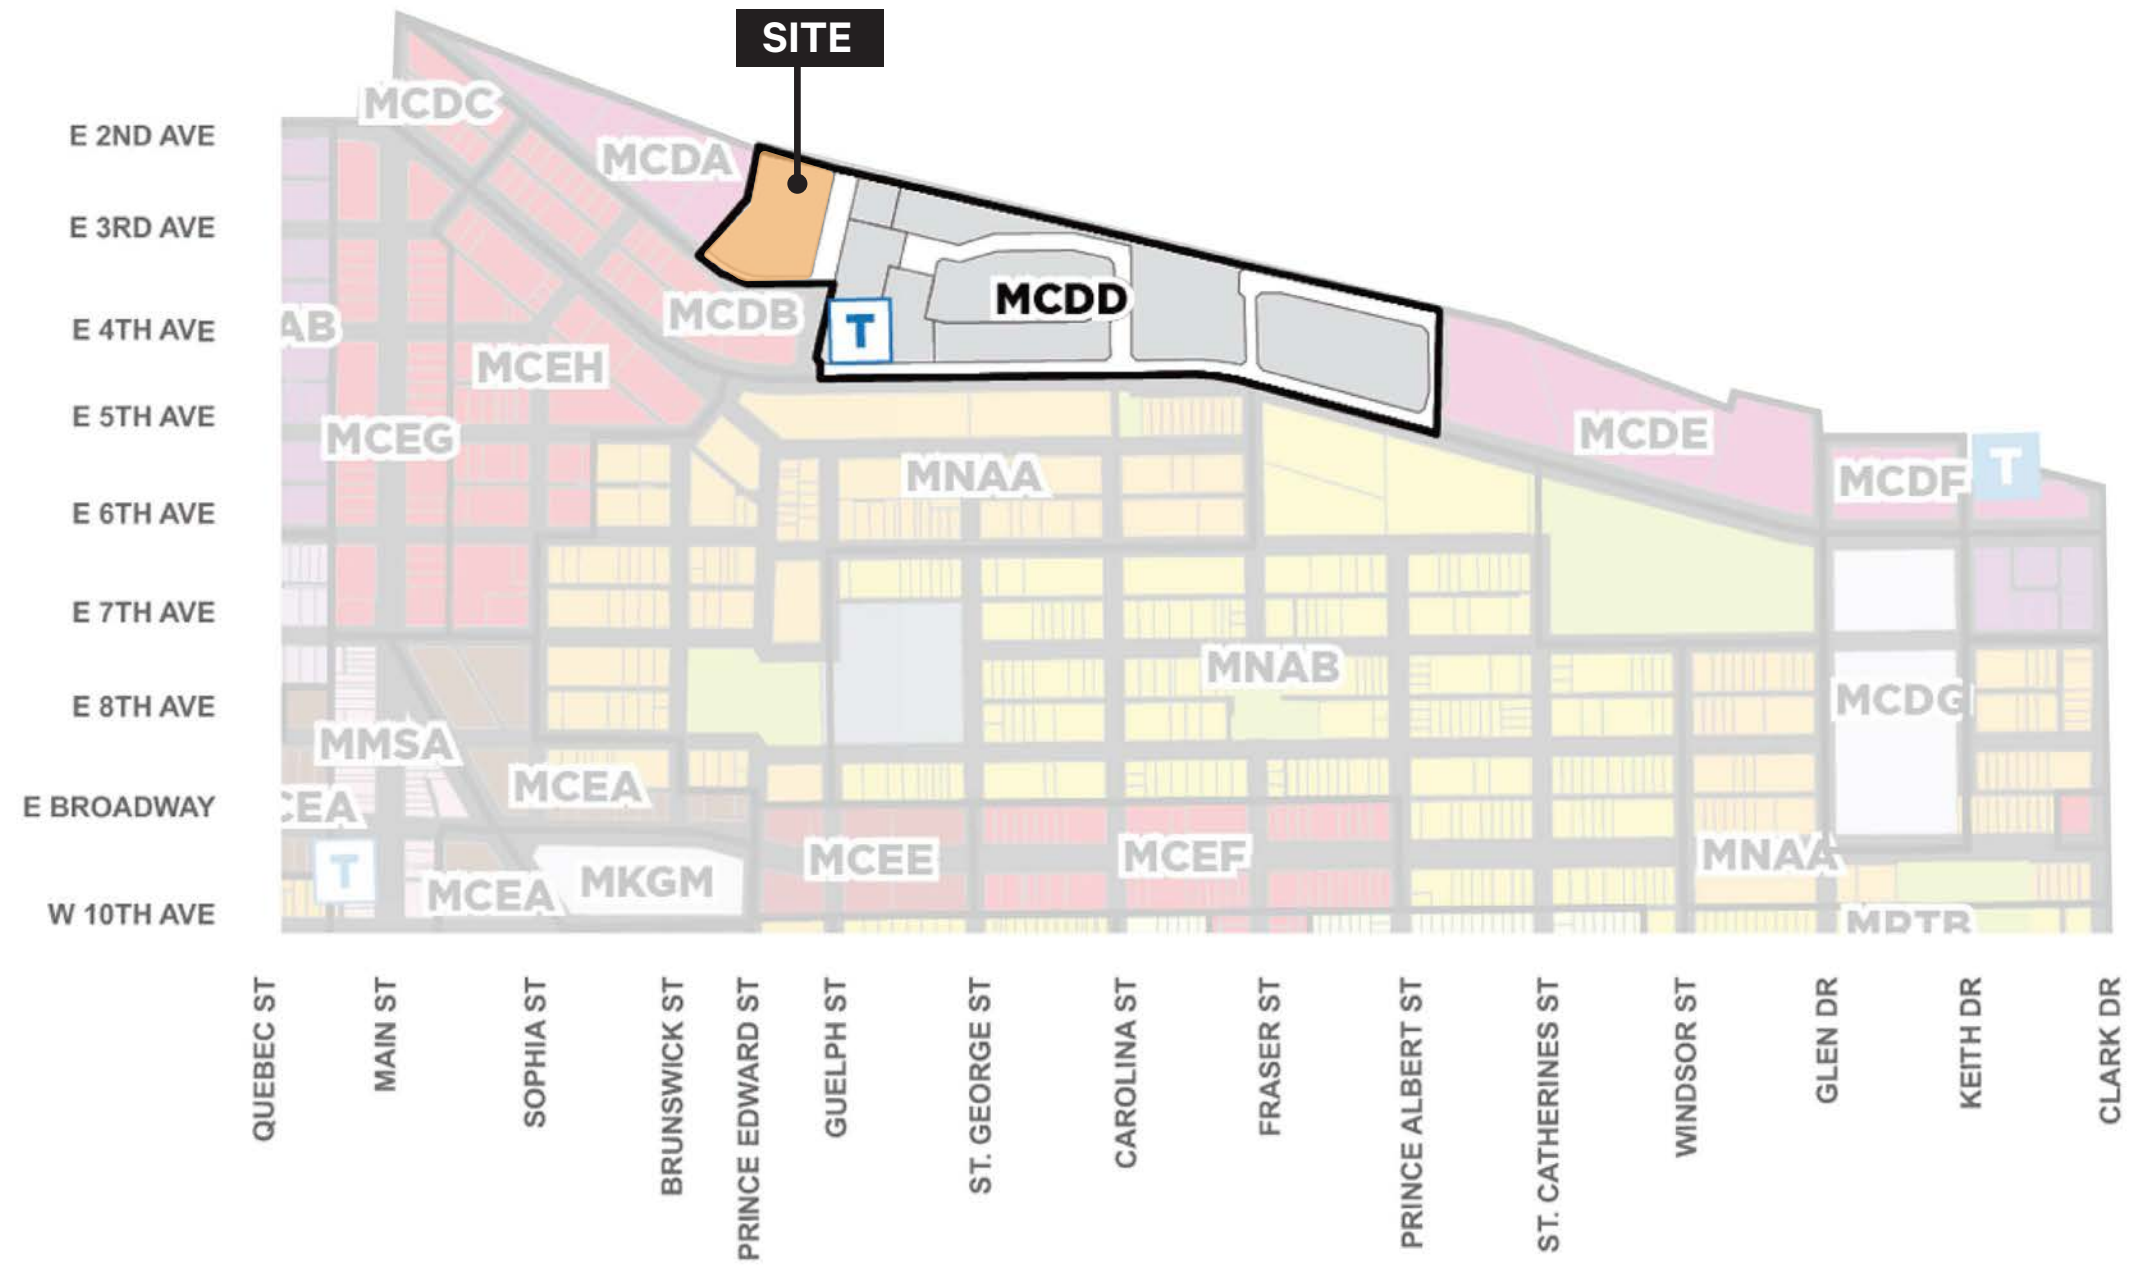 SITE
MCDC
E 2ND AVE
MCDA
E 3RD AVE
MCDD
MCDB
AB
E 4TH AVE
T
MCEH
E 5TH AVE
MCEG
MCDE
MNAA
MCDF
T
E 6TH AVE
E 7TH AVE
MNAB
E 8TH AVE
MCDG
MMSA
MCEA
E BROADWAY
CEA
MCEE
MCEF
MNAA
T
MCEA
MKGM
W 10TH AVE
MRTB
QUEBEC ST
MAIN ST
SOPHIA ST
BRUNSWICK ST
PRINCE EDWARD ST
GUELPH ST
ST. GEORGE ST
CAROLINA ST
FRASER ST
PRINCE ALBERT ST
ST. CATHERINES ST
WINDSOR ST
GLEN DR
KEITH DR
CLARK DR